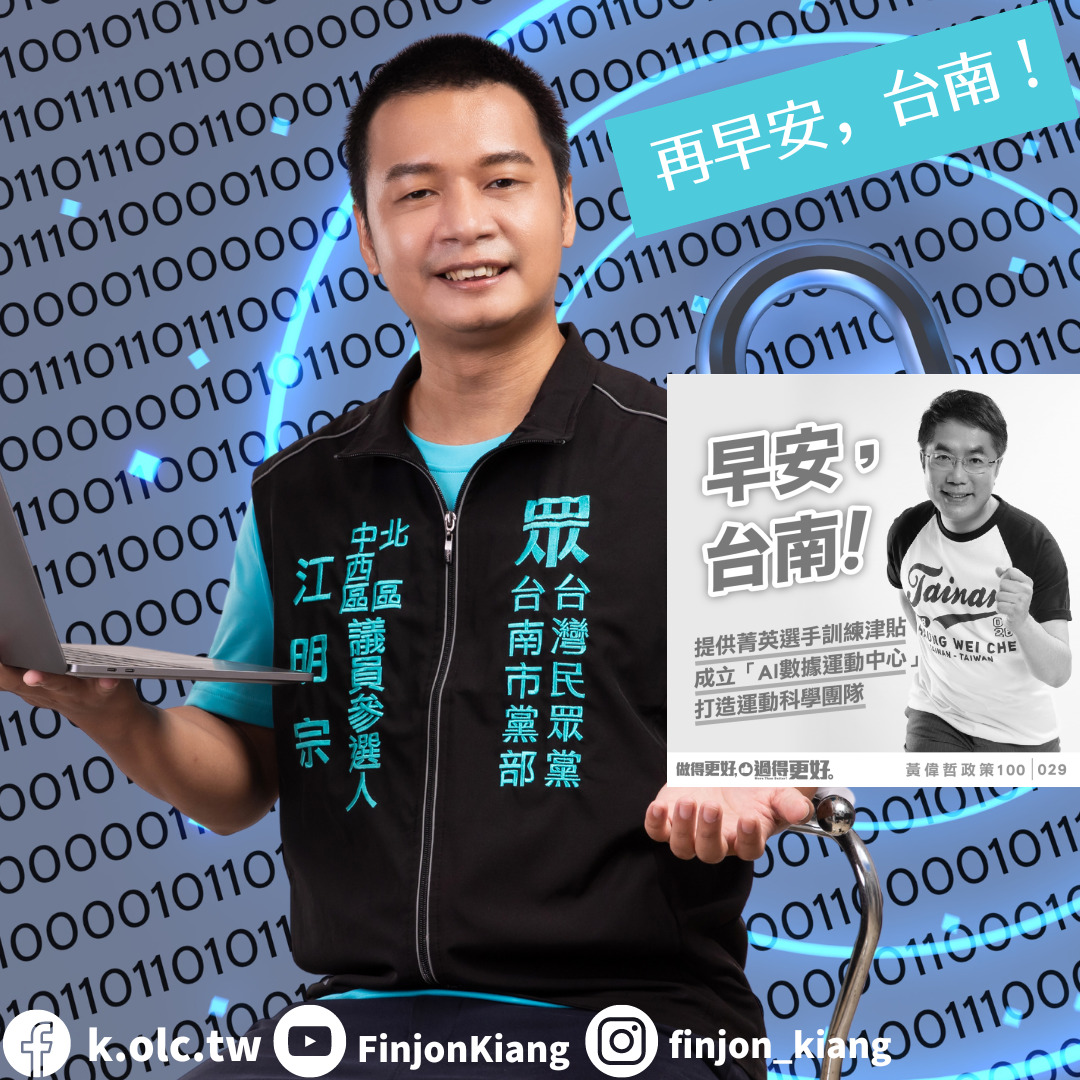 再早安，台南！
北區
中西區
議員參選人
江明宗
眾
台灣民眾黨
台南市黨部
早安，
台南!
提供菁英選手訓練津貼
成立「AI數據運動中心」
打造運動科學團隊
Tainan
WEI CHE
TAINAN - TAIWAN
做得更好,過得更好。
黃偉哲政策100 | 029
k.olc.tw
FinjonKiang
finjon_kiang